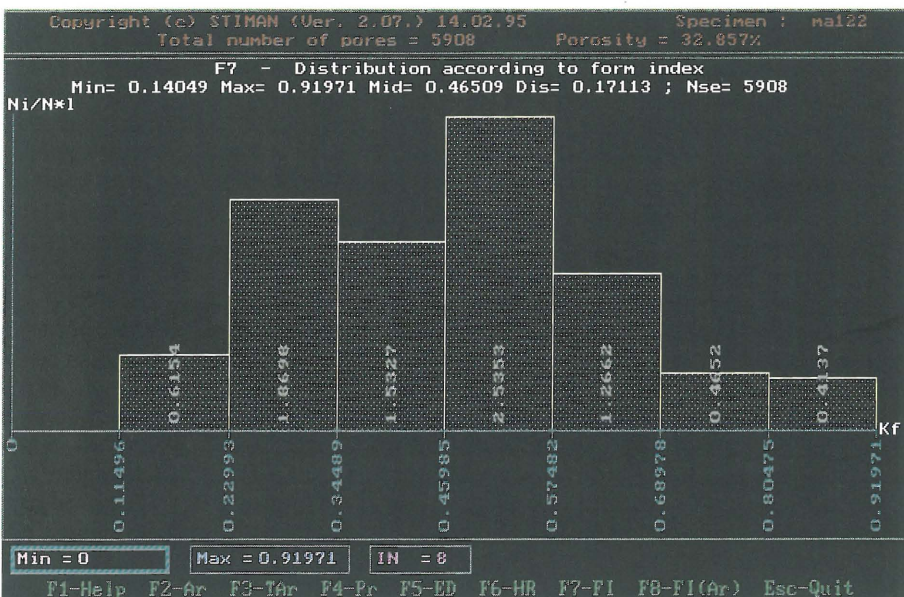 Copyright (c) STIMAN (Ver. 2.07.) 14.02.95 Specimen : ma122
Total number of pores = 5908 Porosity = 32.857%
F7 - Distribution according to form index
Min= 0.14049 Max= 0.91971 Mid= 0.46509 Dis= 0.17113 ; Nse= 5908
Ni/N*l
0.6154 1.8698 1.5327 2.5353 1.2662 0.4652 0.4137
Kf
0 0.11496 0.22993 0.34489 0.45985 0.57482 0.68978 0.80475 0.91971
Min =0 Max =0.91971 IN =8
F1-Help F2-Ar F3-TAr F4-Pr F5-ED F6-HR F7-FI F8-FI(Ar) Esc-Quit